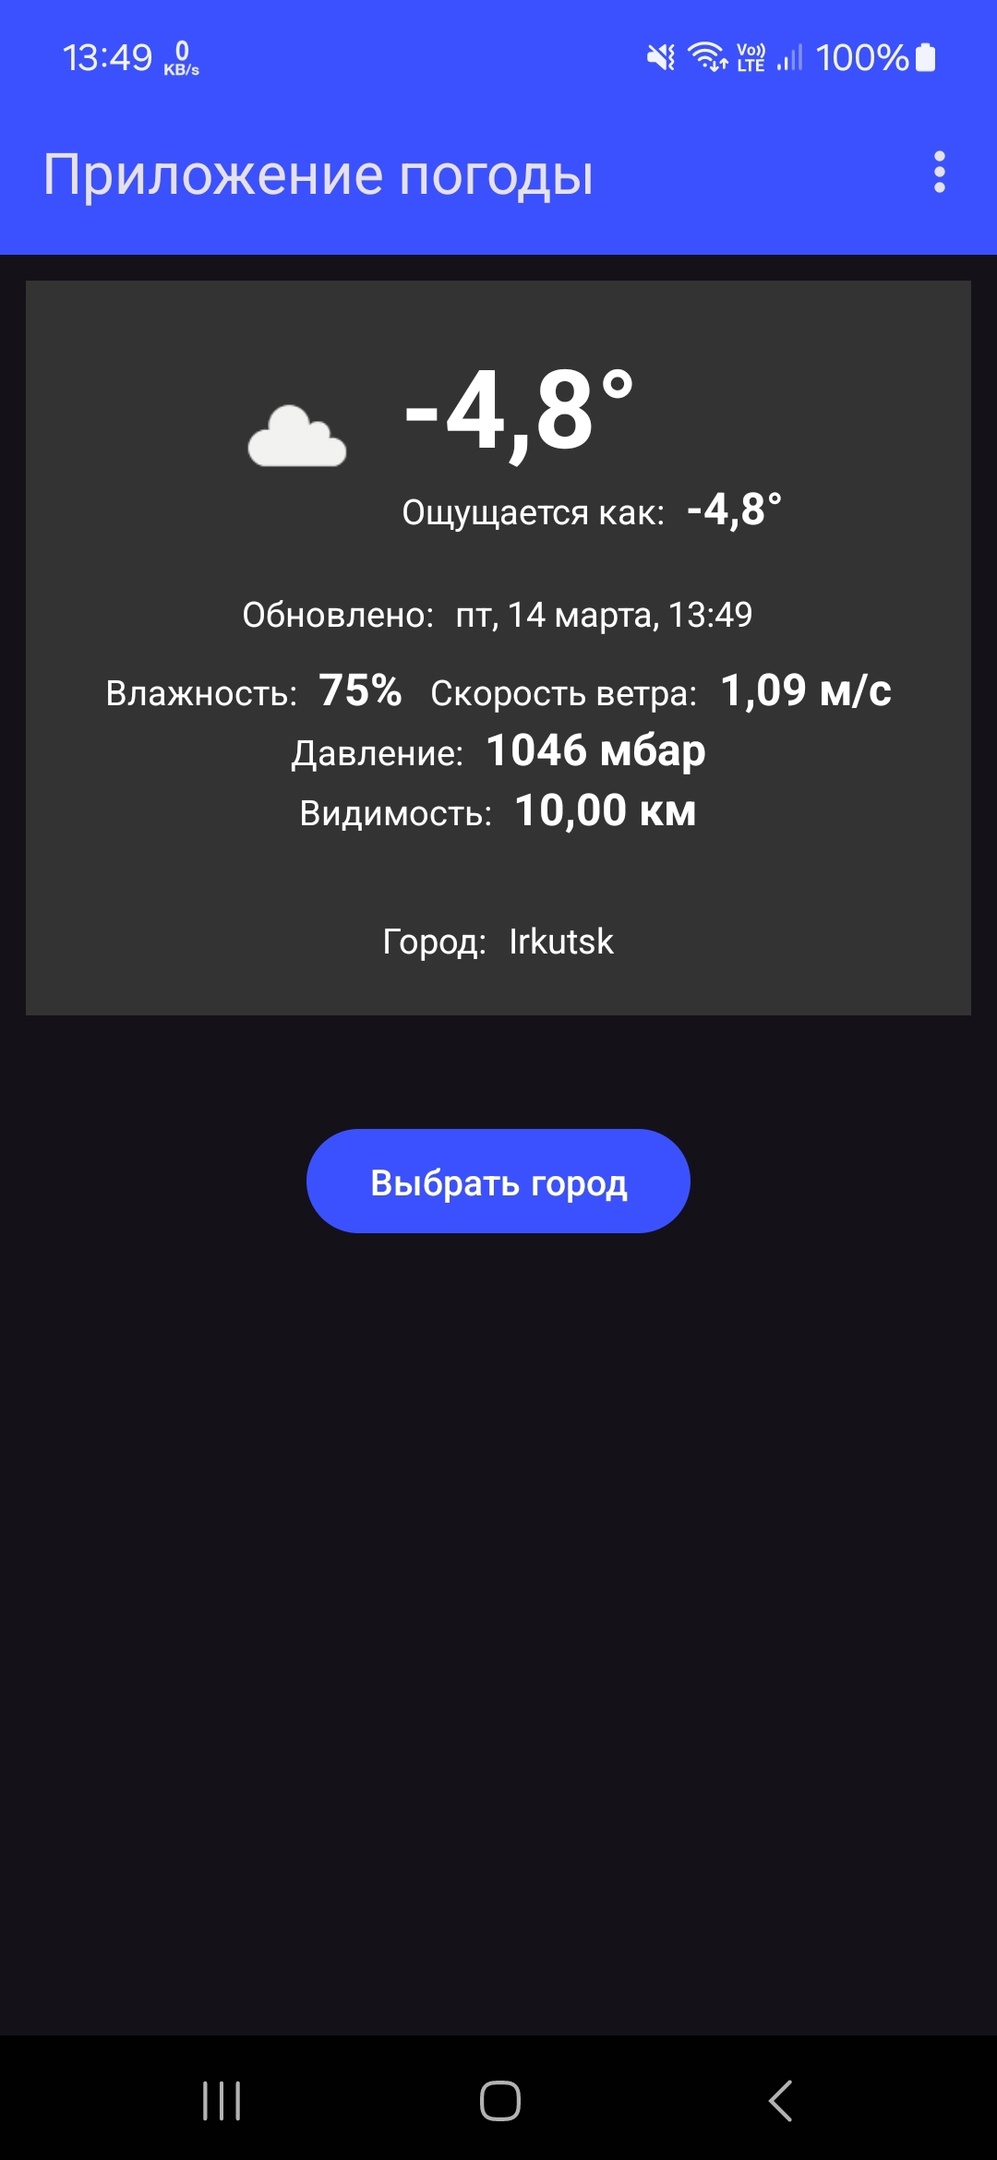 13:49 0 KB/s Vo)) LTE 100%
Приложение погоды
-4,8°
Ощущается как: -4,8°
Обновлено: пт, 14 марта, 13:49
Влажность: 75% Скорость ветра: 1,09 м/с
Давление: 1046 мбар
Видимость: 10,00 км
Город: Irkutsk
Выбрать город